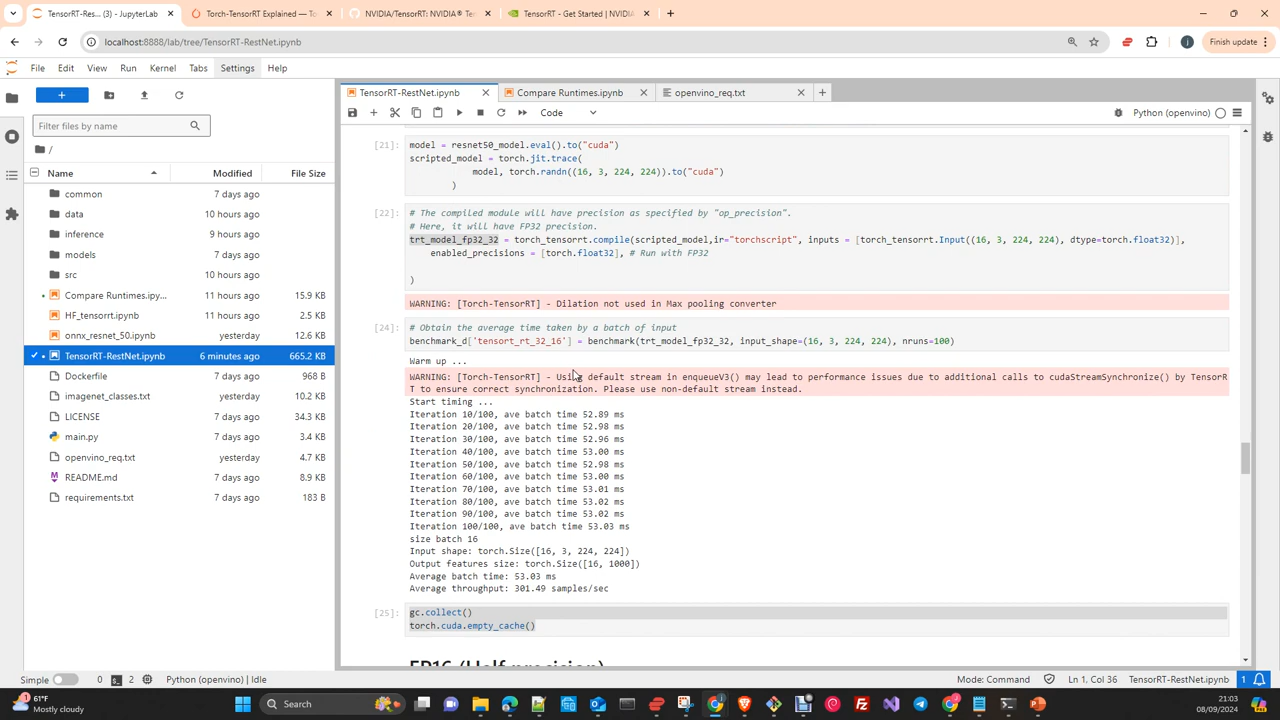 TensorRT-Res... (3) - JupyterLab
Torch-TensorRT Explained — To
NVIDIA/TensorRT: NVIDIA® Te
TensorRT - Get Started | NVIDIA
localhost:8888/lab/tree/TensorRT-RestNet.ipynb
Finish update
File Edit View Run Kernel Tabs Settings Help
TensorRT-RestNet.ipynb
Compare Runtimes.ipynb
openvino_req.txt
Code
Python (openvino)
Filter files by name
/
Name Modified File Size
common 7 days ago
data 10 hours ago
inference 9 hours ago
models 7 days ago
src 7 days ago
Compare Runtimes.ipy... 11 hours ago 15.9 KB
HF_tensorrt.ipynb 11 hours ago 2.5 KB
onnx_resnet_50.ipynb yesterday 12.6 KB
TensorRT-RestNet.ipynb 6 minutes ago 665.2 KB
Dockerfile 7 days ago 968 B
imagenet_classes.txt 7 days ago 10.2 KB
LICENSE 7 days ago 34.3 KB
main.py 7 days ago 3.4 KB
openvino_req.txt yesterday 4.7 KB
README.md 7 days ago 8.9 KB
requirements.txt 7 days ago 183 B
[21]: model = resnet50_model.eval().to("cuda")
scripted_model = torch.jit.trace(
model, torch.randn((16, 3, 224, 224)).to("cuda")
)
[22]: # The compiled module will have precision as specified by "op_precision".
# Here, it will have FP32 precision.
trt_model_fp32_32 = torch_tensorrt.compile(scripted_model,ir="torchscript", inputs = [torch_tensorrt.Input((16, 3, 224, 224), dtype=torch.float32)],
enabled_precisions = [torch.float32], # Run with FP32
)
WARNING: [Torch-TensorRT] - Dilation not used in Max pooling converter
[24]: # Obtain the average time taken by a batch of input
benchmark_d['tensort_rt_32_16'] = benchmark(trt_model_fp32_32, input_shape=(16, 3, 224, 224), nruns=100)
Warm up ...
WARNING: [Torch-TensorRT] - Using default stream in enqueueV3() may lead to performance issues due to additional calls to cudaStreamSynchronize() by TensorR
T to ensure correct synchronization. Please use non-default stream instead.
Start timing ...
Iteration 10/100, ave batch time 52.89 ms
Iteration 20/100, ave batch time 52.98 ms
Iteration 30/100, ave batch time 52.96 ms
Iteration 40/100, ave batch time 53.00 ms
Iteration 50/100, ave batch time 52.98 ms
Iteration 60/100, ave batch time 53.00 ms
Iteration 70/100, ave batch time 53.01 ms
Iteration 80/100, ave batch time 53.02 ms
Iteration 90/100, ave batch time 53.02 ms
Iteration 100/100, ave batch time 53.03 ms
size batch 16
Input shape: torch.Size([16, 3, 224, 224])
Output features size: torch.Size([16, 1000])
Average batch time: 53.03 ms
Average throughput: 301.49 samples/sec
[25]: gc.collect()
torch.cuda.empty_cache()
FP16 (Half precision)
Simple 0 2 Python (openvino) | Idle Mode: Command Ln 1, Col 36 TensorRT-RestNet.ipynb 1
61°F
Mostly cloudy
Search
21:03
08/09/2024